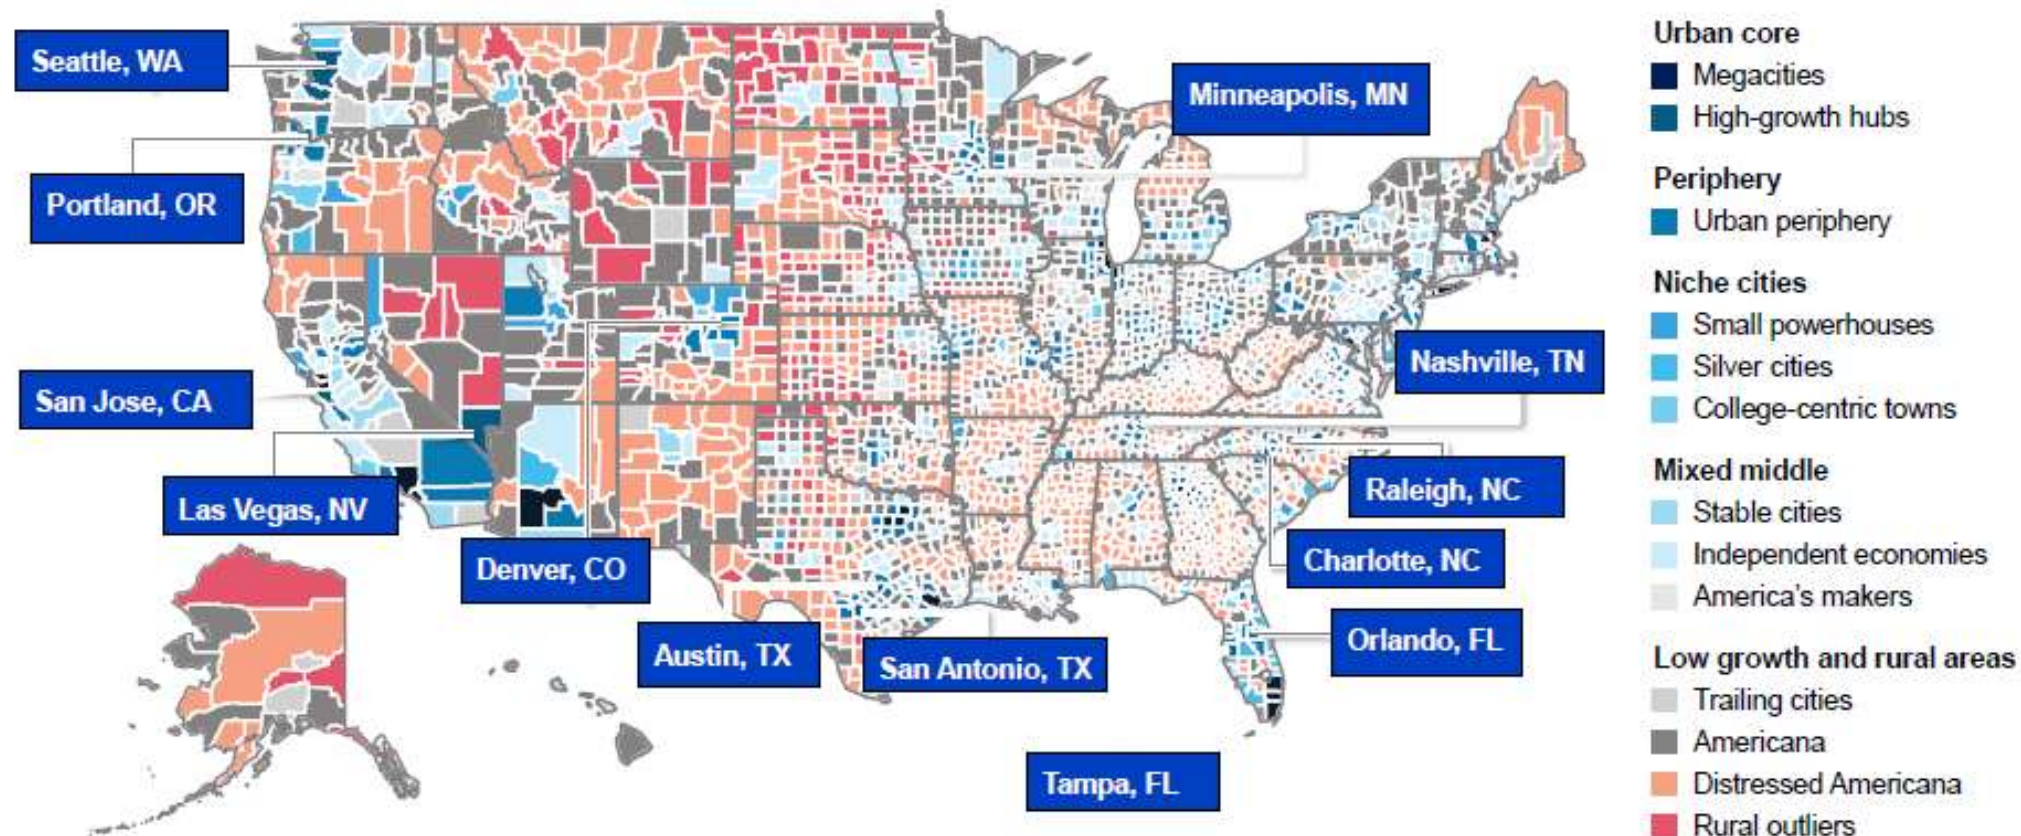 Seattle, WA
Minneapolis, MN
Portland, OR
Nashville, TN
San Jose, CA
Raleigh, NC
Las Vegas, NV
Denver, CO
Charlotte, NC
Austin, TX
San Antonio, TX
Orlando, FL
Tampa, FL
Urban core
Megacities
High-growth hubs
Periphery
Urban periphery
Niche cities
Small powerhouses
Silver cities
College-centric towns
Mixed middle
Stable cities
Independent economies
America's makers
Low growth and rural areas
Trailing cities
Americana
Distressed Americana
Rural outliers